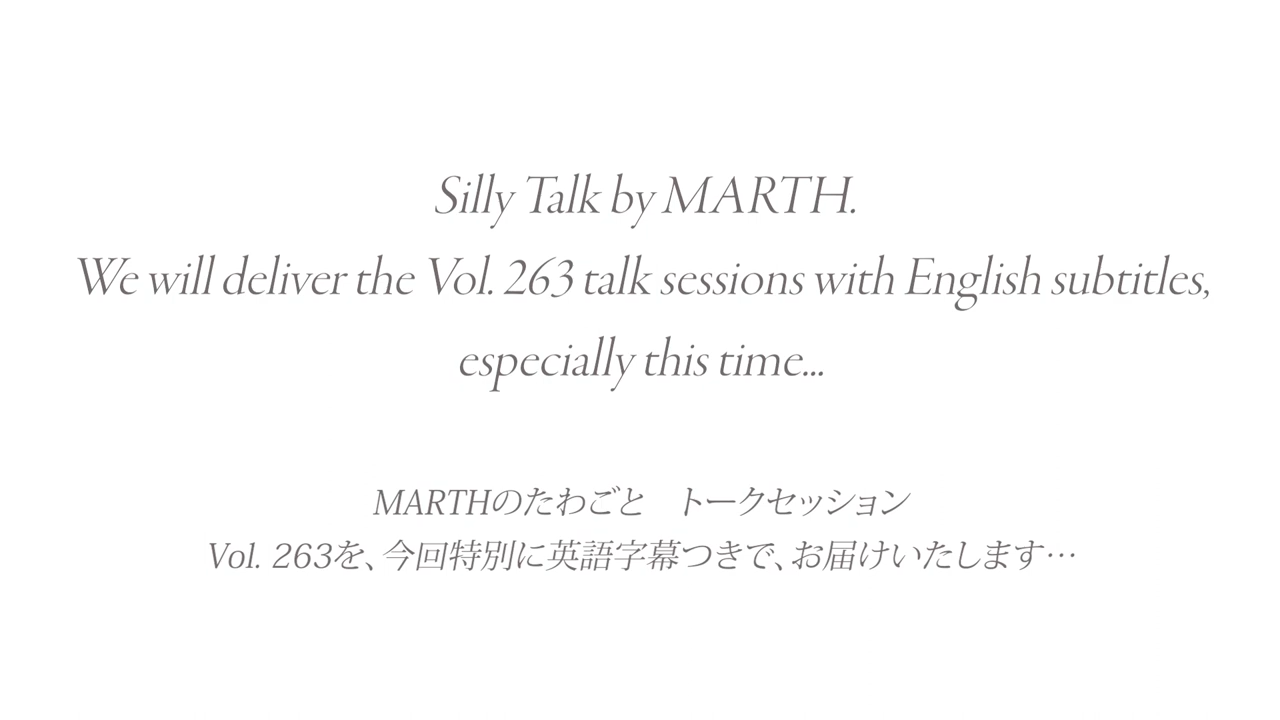 Silly Talk by MARTH.
We will deliver the Vol. 263 talk sessions with English subtitles,
especially this time...
MARTHのたわごと　トークセッション
Vol. 263を、今回特別に英語字幕つきで、お届けいたします…